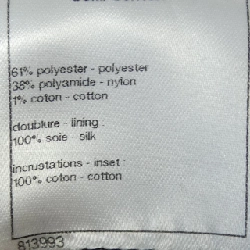 61% polyester - polyester
38% polyamide - nylon
1% coton - cotton
doublure - lining :
100% soie - silk
incrustations - inset :
100% coton - cotton
813993